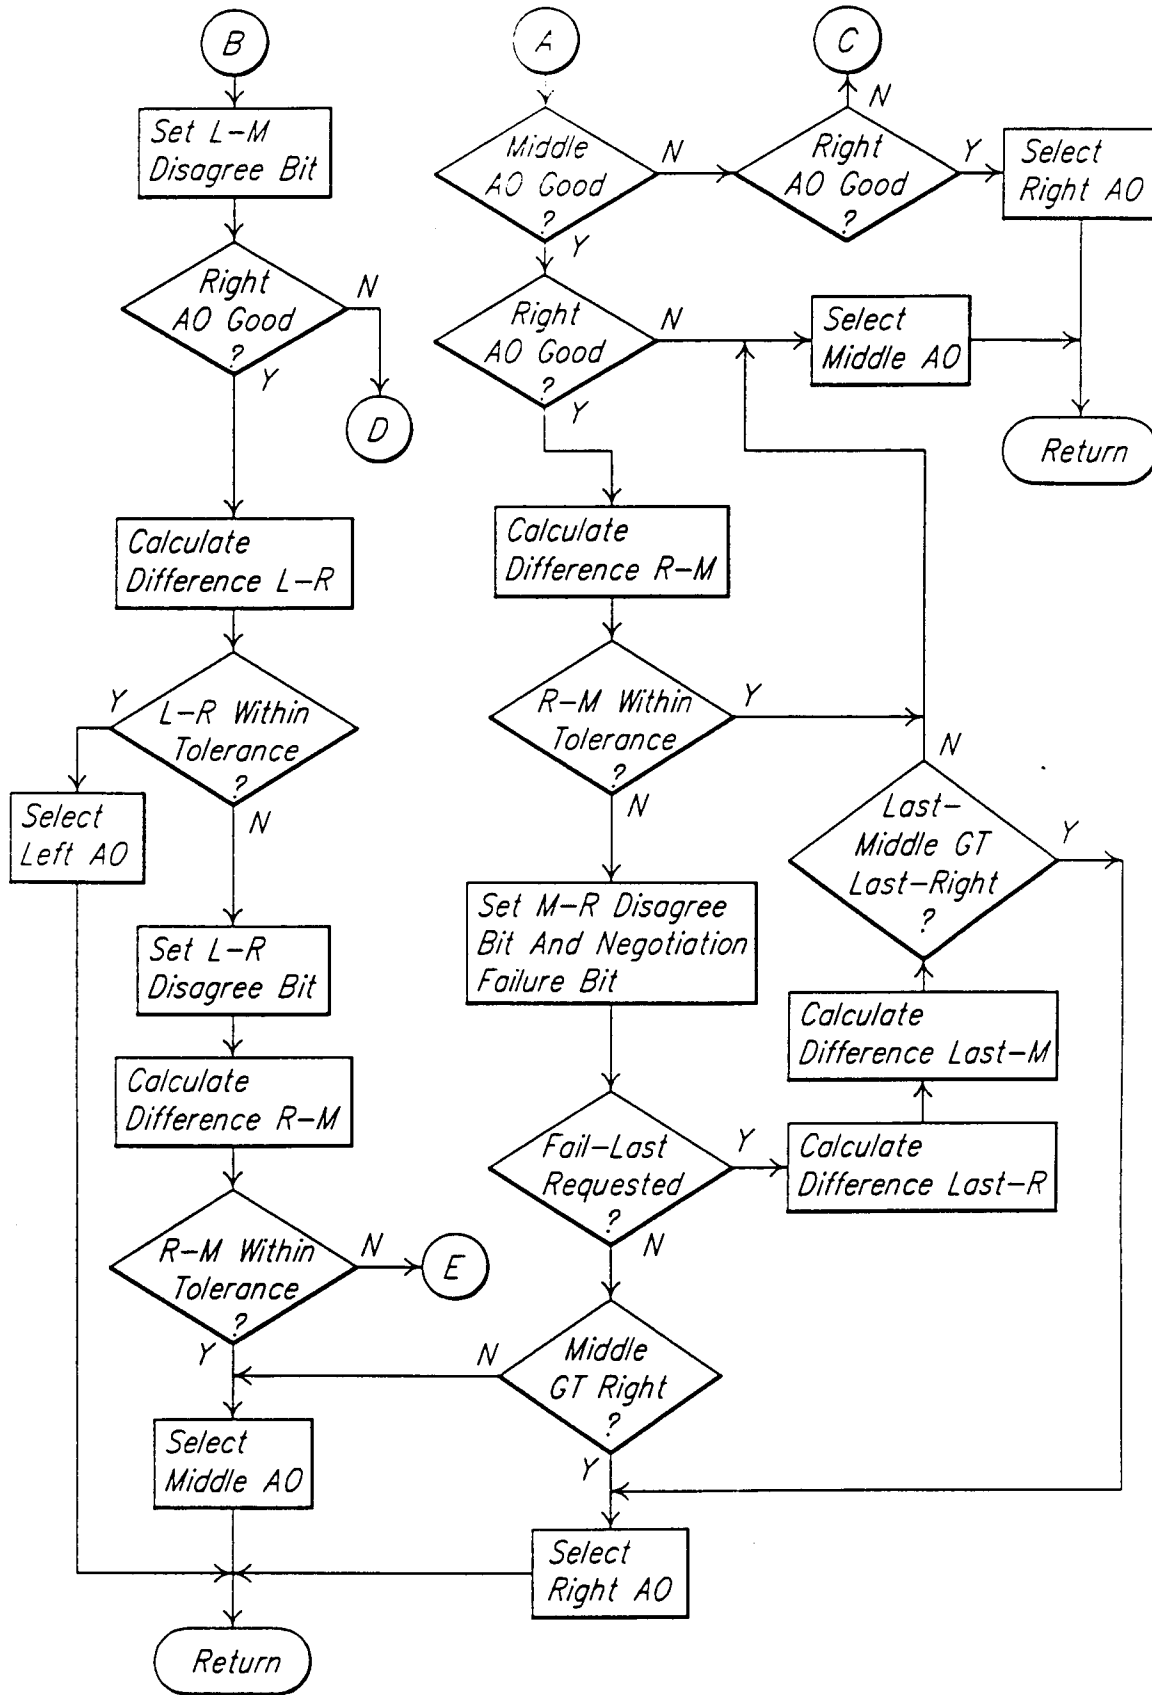 B
Set L-M
Disagree Bit
Right
AO Good
?
N
Y
D
Calculate
Difference L-R
L-R Within
Tolerance
?
Y
N
Select
Left AO
Set L-R
Disagree Bit
Calculate
Difference R-M
R-M Within
Tolerance
?
N
E
Y
Select
Middle AO
Return
A
Middle
AO Good
?
N
Y
Right
AO Good
?
N
Y
Calculate
Difference R-M
R-M Within
Tolerance
?
Y
N
Set M-R Disagree
Bit And Negotiation
Failure Bit
Fail-Last
Requested
?
Y
N
Middle
GT Right
?
N
Y
Select
Right AO
C
N
Right
AO Good
?
Y
Select
Right AO
Select
Middle AO
Return
N
Last-
Middle GT
Last-Right
?
Y
Calculate
Difference Last-M
Calculate
Difference Last-R